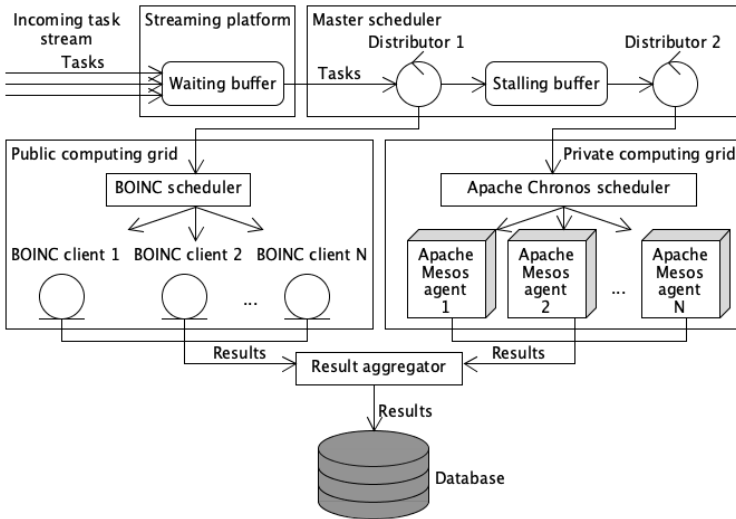 Incoming task
stream
Streaming platform
Master scheduler
Distributor 1
Distributor 2
Tasks
Waiting buffer
Tasks
Stalling buffer
Public computing grid
Private computing grid
BOINC scheduler
Apache Chronos scheduler
BOINC client 1
BOINC client 2
BOINC client N
...
Apache
Mesos
agent
1
Apache
Mesos
agent
2
...
Apache
Mesos
agent
N
Results
Results
Result aggregator
Results
Database